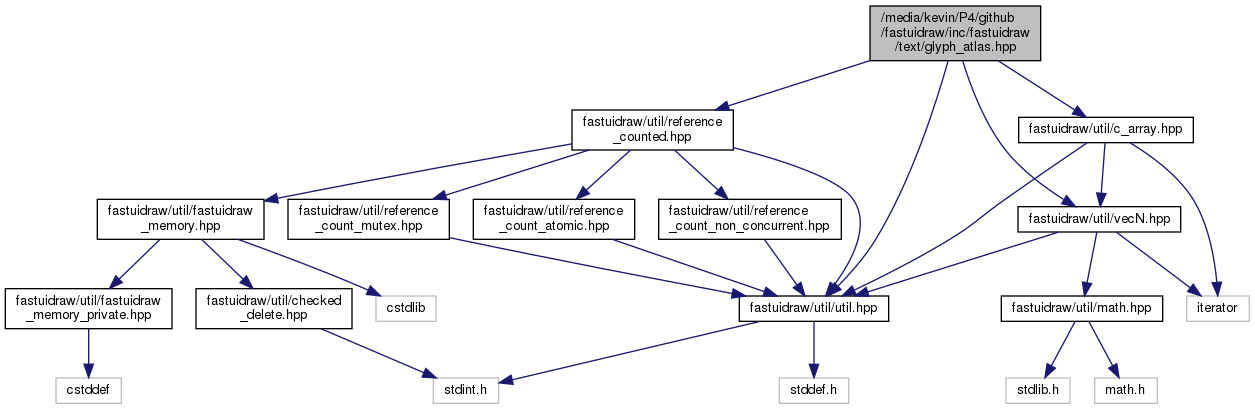 /media/kevin/P4/github
/fastuidraw/inc/fastuidraw
/text/glyph_atlas.hpp
fastuidraw/util/reference
_counted.hpp
fastuidraw/util/c_array.hpp
fastuidraw/util/fastuidraw
_memory.hpp
fastuidraw/util/reference
_count_mutex.hpp
fastuidraw/util/reference
_count_atomic.hpp
fastuidraw/util/reference
_count_non_concurrent.hpp
fastuidraw/util/vecN.hpp
fastuidraw/util/fastuidraw
_memory_private.hpp
fastuidraw/util/checked
_delete.hpp
cstdlib
fastuidraw/util/util.hpp
fastuidraw/util/math.hpp
iterator
cstddef
stdint.h
stddef.h
stdlib.h
math.h